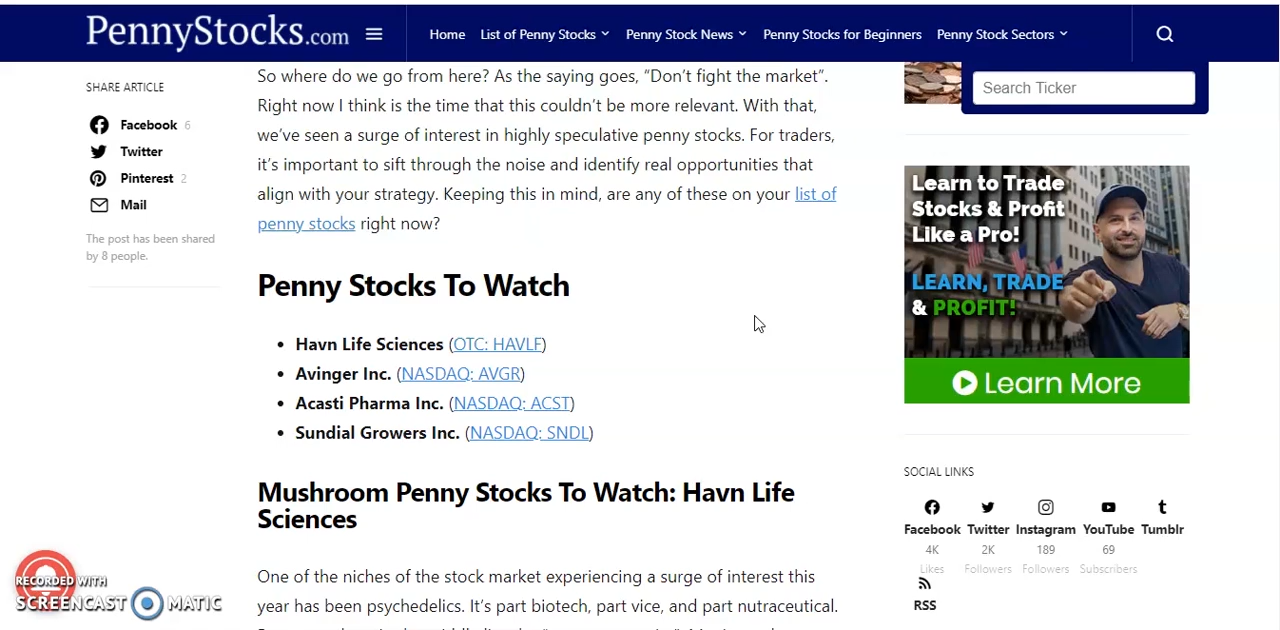 PennyStocks.com
Home
List of Penny Stocks
Penny Stock News
Penny Stocks for Beginners
Penny Stock Sectors
SHARE ARTICLE
Facebook 6
Twitter
Pinterest 2
Mail
The post has been shared
by 8 people.
So where do we go from here? As the saying goes, “Don’t fight the market”.
Right now I think is the time that this couldn’t be more relevant. With that,
we’ve seen a surge of interest in highly speculative penny stocks. For traders,
it’s important to sift through the noise and identify real opportunities that
align with your strategy. Keeping this in mind, are any of these on your list of
penny stocks right now?
Penny Stocks To Watch
• Havn Life Sciences (OTC: HAVLF)
• Avinger Inc. (NASDAQ: AVGR)
• Acasti Pharma Inc. (NASDAQ: ACST)
• Sundial Growers Inc. (NASDAQ: SNDL)
Mushroom Penny Stocks To Watch: Havn Life
Sciences
One of the niches of the stock market experiencing a surge of interest this
year has been psychedelics. It’s part biotech, part vice, and part nutraceutical.
Search Ticker
Learn to Trade
Stocks & Profit
Like a Pro!
LEARN, TRADE
& PROFIT!
Learn More
SOCIAL LINKS
Facebook
4K
Likes
Twitter
2K
Followers
Instagram
189
Followers
YouTube
69
Subscribers
Tumblr
RSS
RECORDED WITH
SCREENCAST MATIC